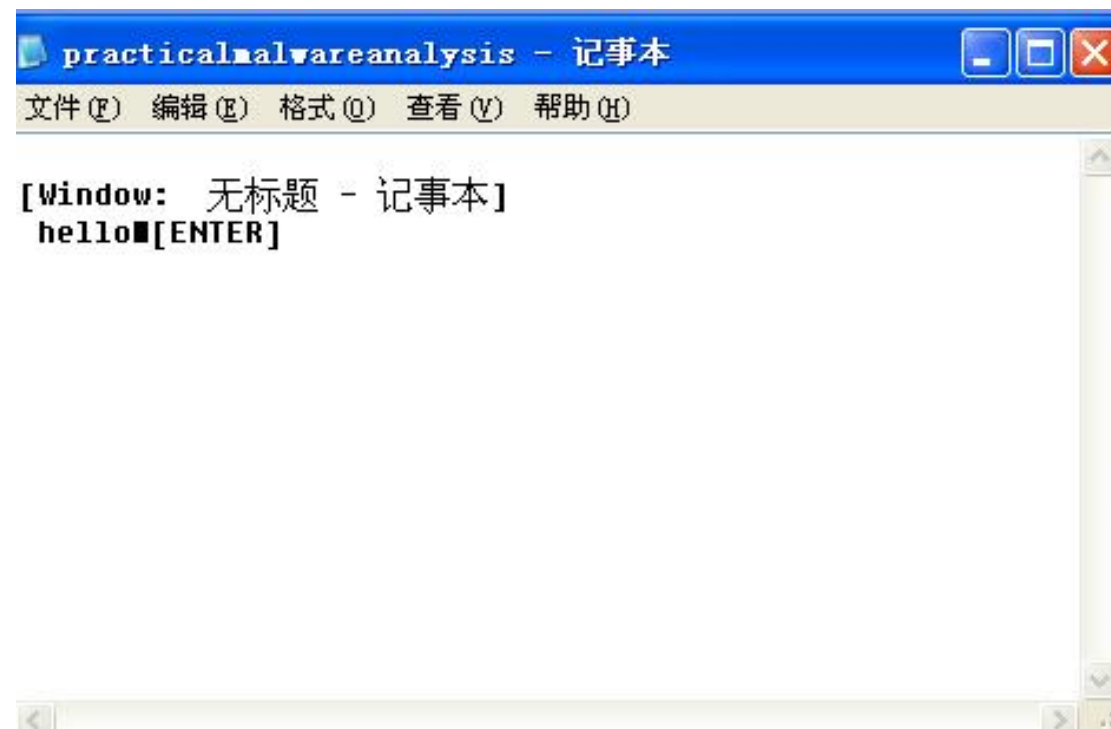 practicalmalwareanalysis - 记事本
文件(F) 编辑(E) 格式(O) 查看(V) 帮助(H)
[Window: 无标题 - 记事本]
hello■[ENTER]